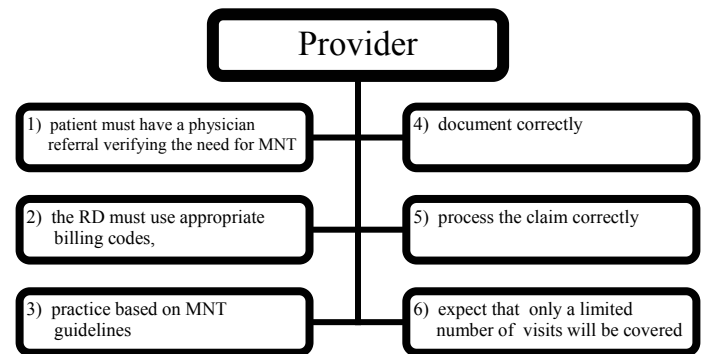 Provider
1) patient must have a physician
referral verifying the need for MNT
2) the RD must use appropriate
billing codes,
3) practice based on MNT
guidelines
4) document correctly
5) process the claim correctly
6) expect that only a limited
number of visits will be covered